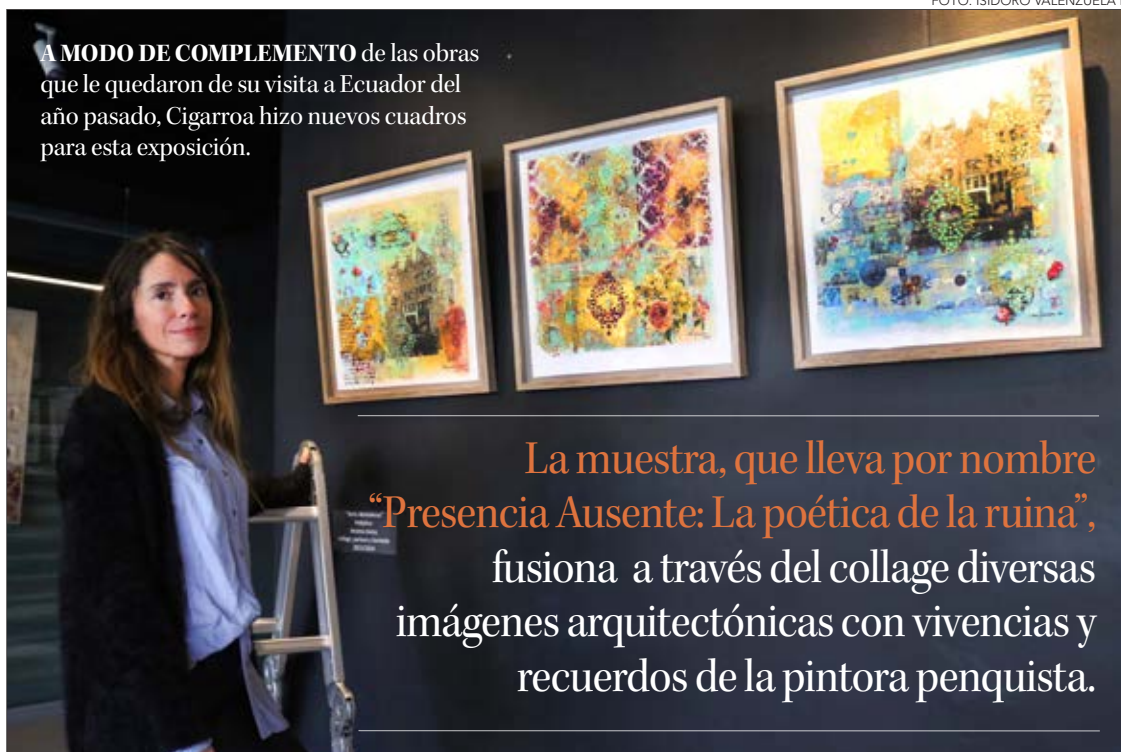 FOTO: ISIDORO VALENZUELA
A MODO DE COMPLEMENTO de las obras
que le quedaron de su visita a Ecuador del
año pasado, Cigarroa hizo nuevos cuadros
para esta exposición.
La muestra, que lleva por nombre
“Presencia Ausente: La poética de la ruina”,
fusiona a través del collage diversas
imágenes arquitectónicas con vivencias y
recuerdos de la pintora penquista.